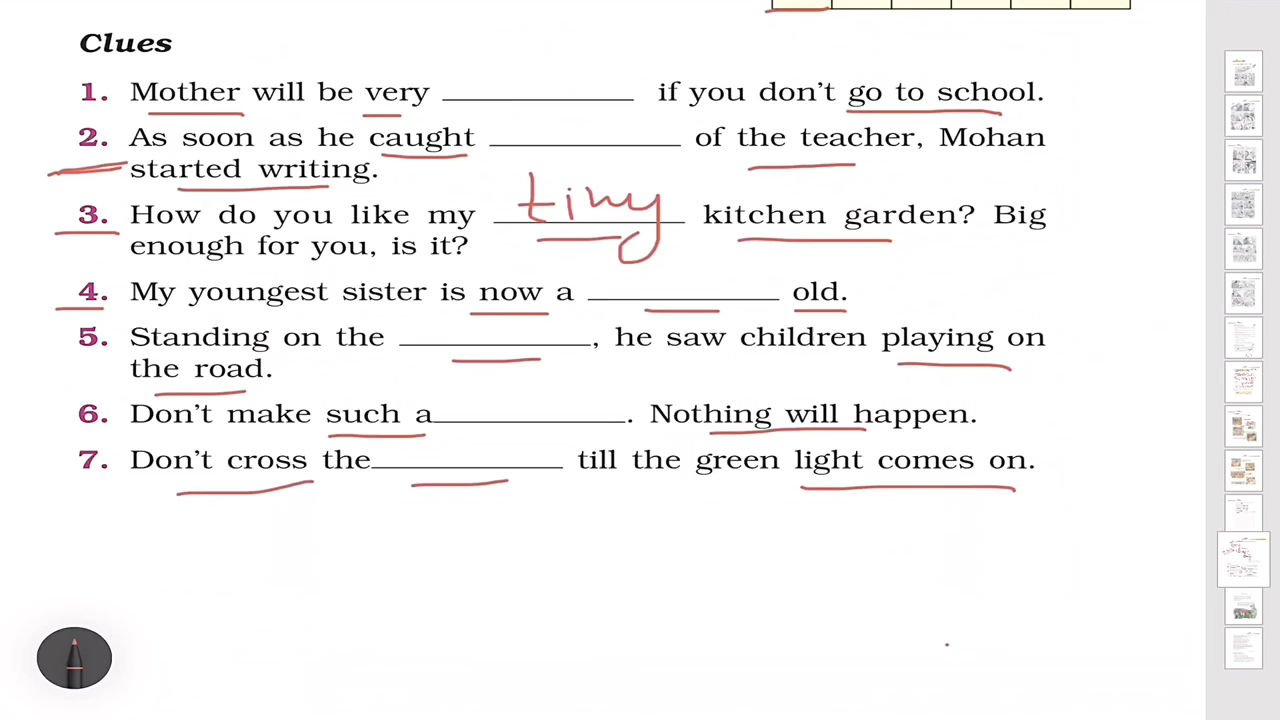 Clues
1. Mother will be very ____________ if you don't go to school.
2. As soon as he caught ____________ of the teacher, Mohan
started writing.
3. How do you like my tiny kitchen garden? Big
enough for you, is it?
4. My youngest sister is now a ____________ old.
5. Standing on the ____________, he saw children playing on
the road.
6. Don't make such a____________. Nothing will happen.
7. Don't cross the____________ till the green light comes on.